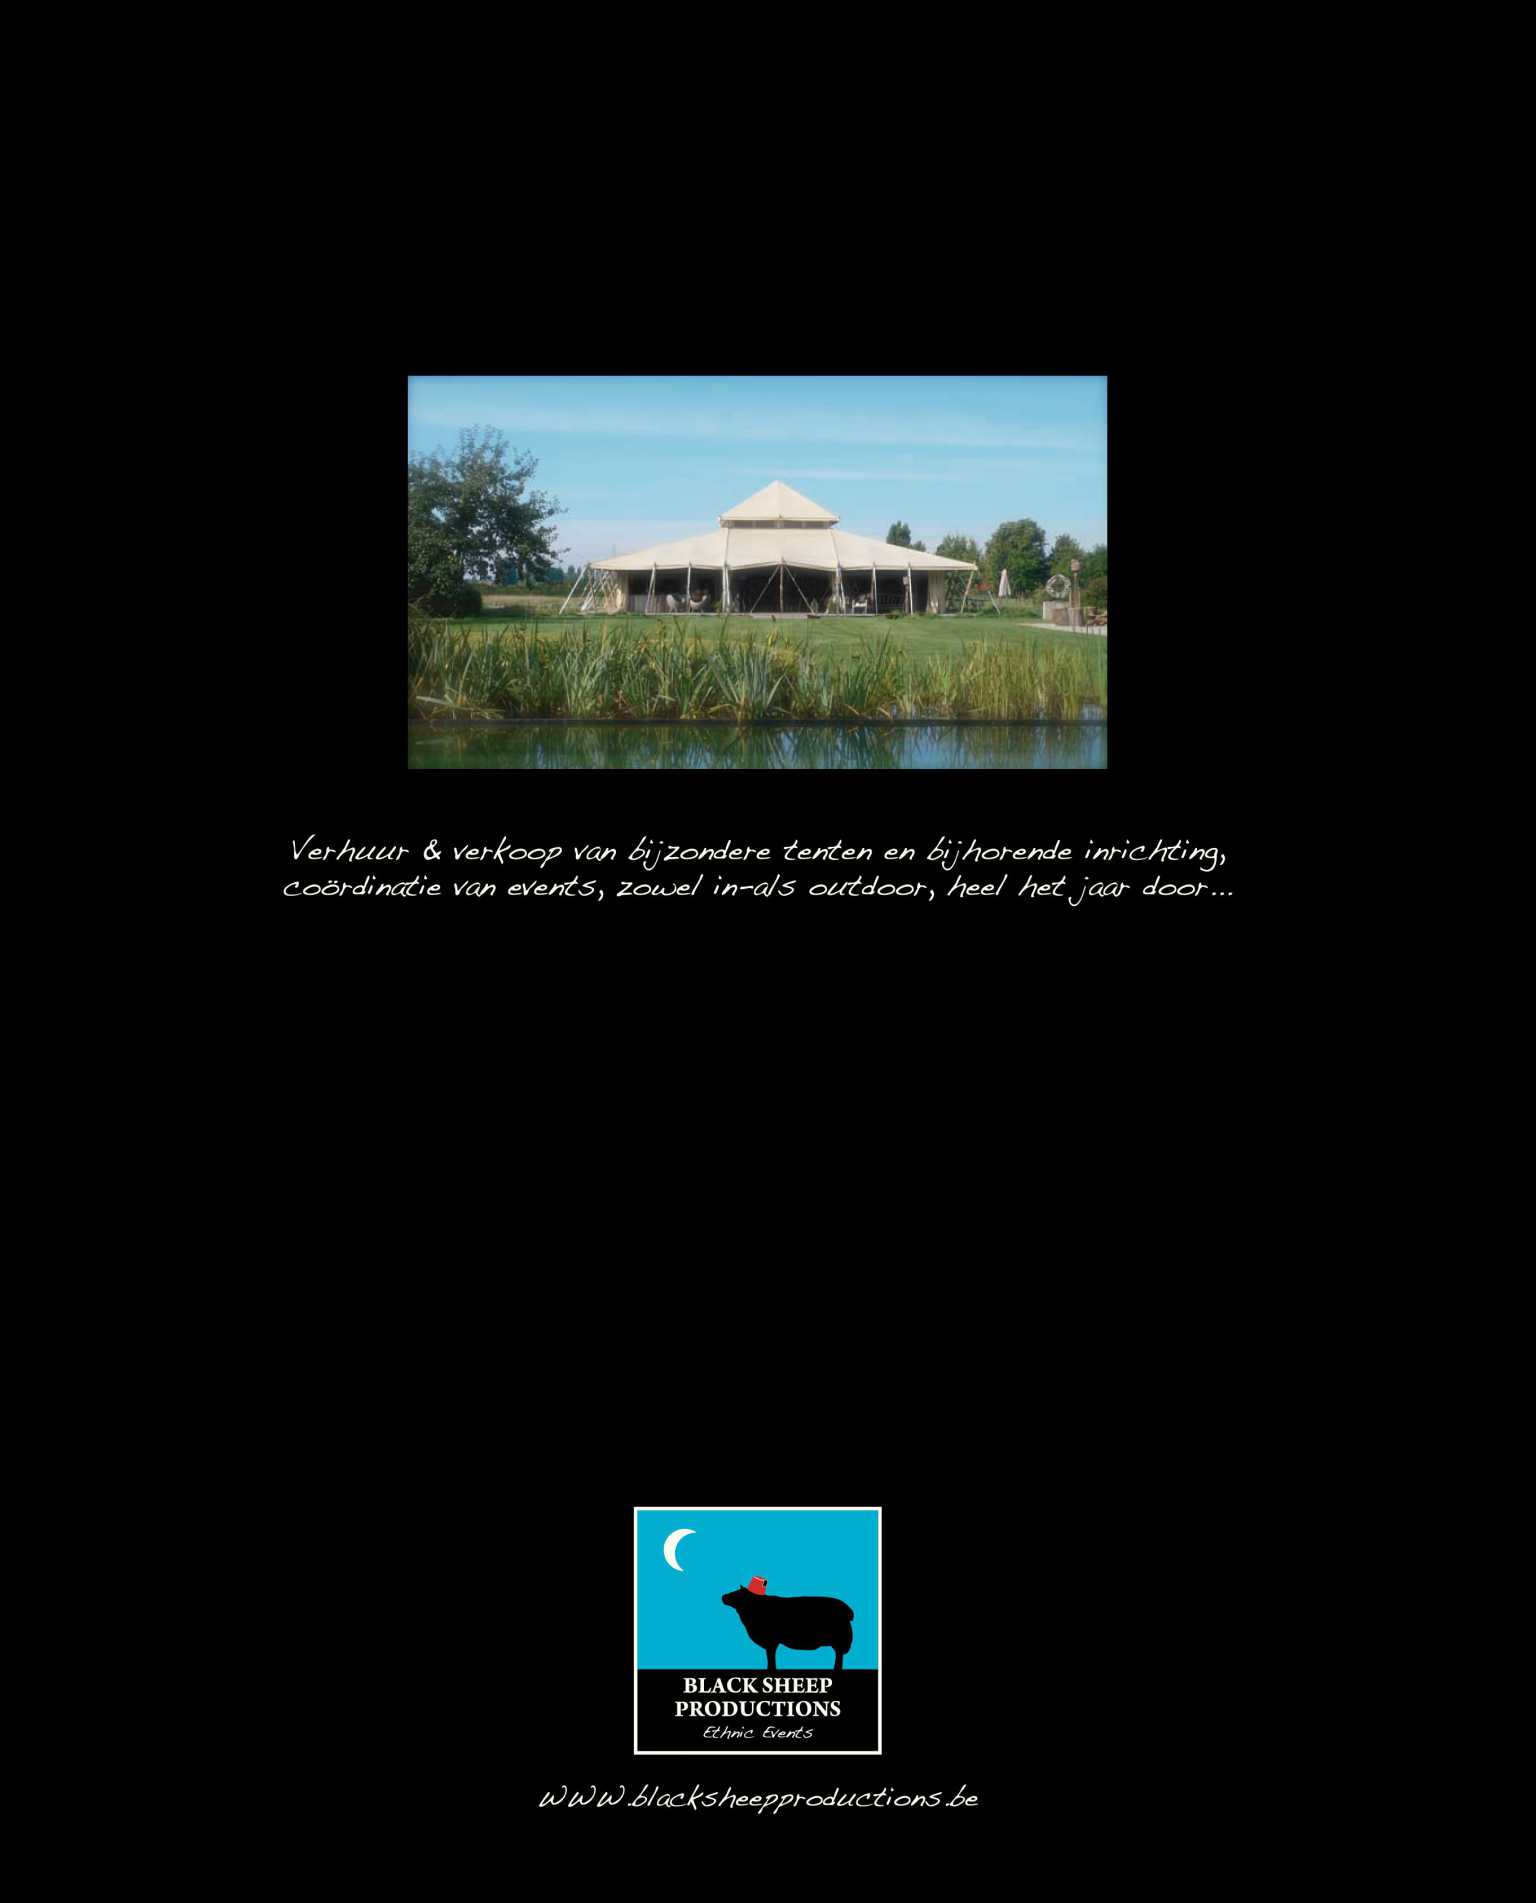 Verhuur & verkoop van bijzondere tenten en bijhorende inrichting,
coördinatie van events, zowel in-als outdoor, heel het jaar door...
BLACK SHEEP
PRODUCTIONS
Ethnic Events
www.blacksheepproductions.be